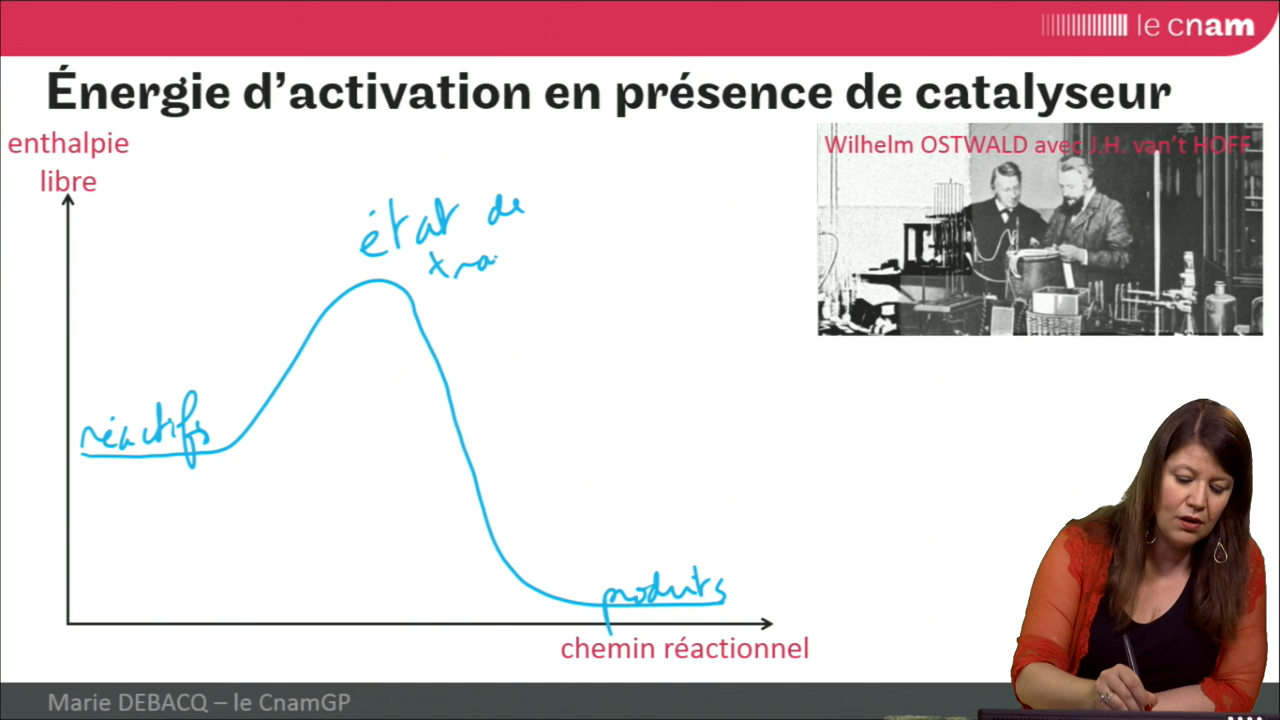 le cnam
Énergie d’activation en présence de catalyseur
enthalpie
libre
Wilhelm OSTWALD avec J.H. van’t HOFF
état de
tra
réactifs
produits
chemin réactionnel
Marie DEBACQ – le CnamGP